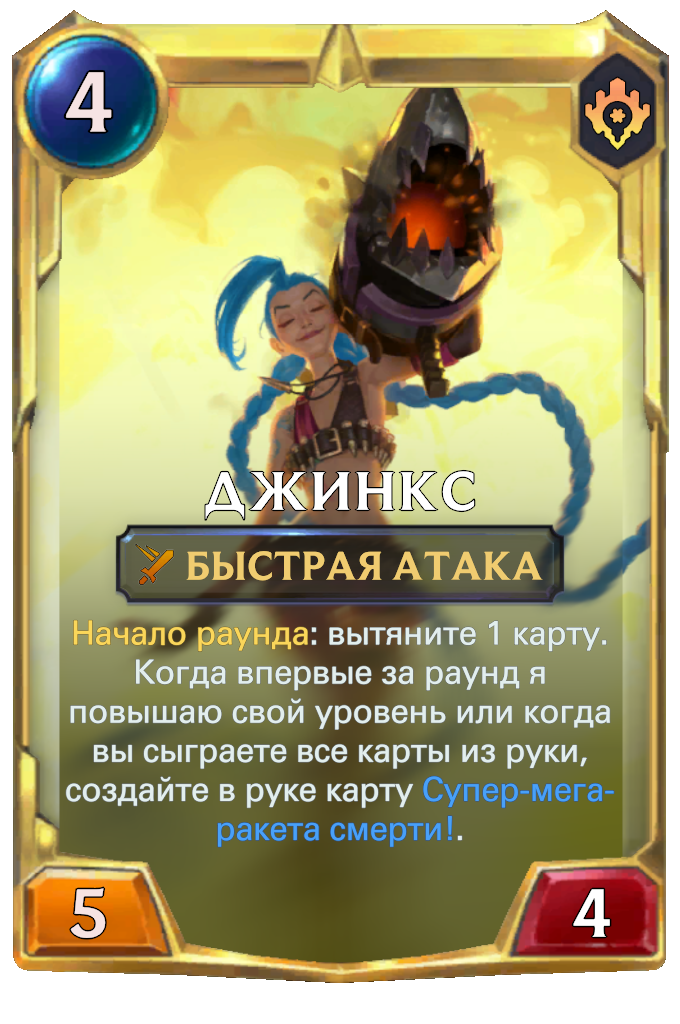 4
ДЖИНКС
БЫСТРАЯ АТАКА
Начало раунда: вытяните 1 карту.
Когда впервые за раунд я
повышаю свой уровень или когда
вы сыграете все карты из руки,
создайте в руке карту Супер-мега-
ракета смерти!.
5
4